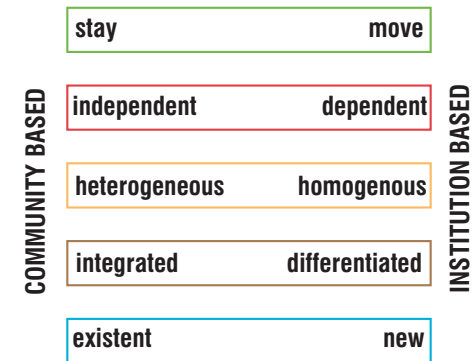 stay move
independent dependent
heterogeneous homogenous
integrated differentiated
existent new
COMMUNITY BASED
INSTITUTION BASED